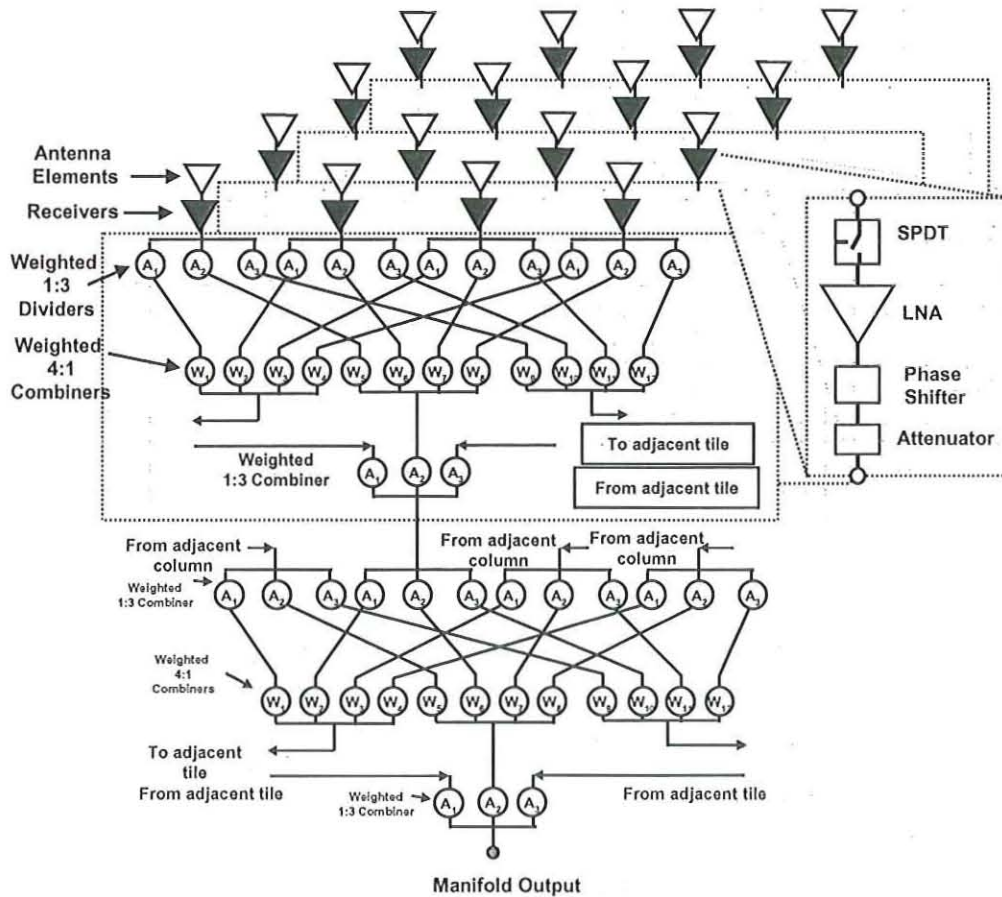 Antenna
Elements
Receivers
Weighted
1:3
Dividers
A1 A2 A3 A1 A2 A3 A1 A2 A3 A1 A2 A3
SPDT
LNA
Phase
Shifter
Attenuator
Weighted
4:1
Combiners
W1 W2 W3 W4 W5 W6 W7 W8 W9 W10 W11 W12
Weighted
1:3 Combiner
A1 A2 A3
To adjacent tile
From adjacent tile
From adjacent
column
From adjacent
column
From adjacent
column
Weighted
1:3 Combiner
A1 A2 A3 A1 A2 A3 A1 A2 A3 A1 A2 A3
Weighted
4:1
Combiners
W1 W2 W3 W4 W5 W6 W7 W8 W9 W10 W11 W12
To adjacent
tile
From adjacent tile
Weighted
1:3 Combiner
A1 A2 A3
From adjacent tile
Manifold Output